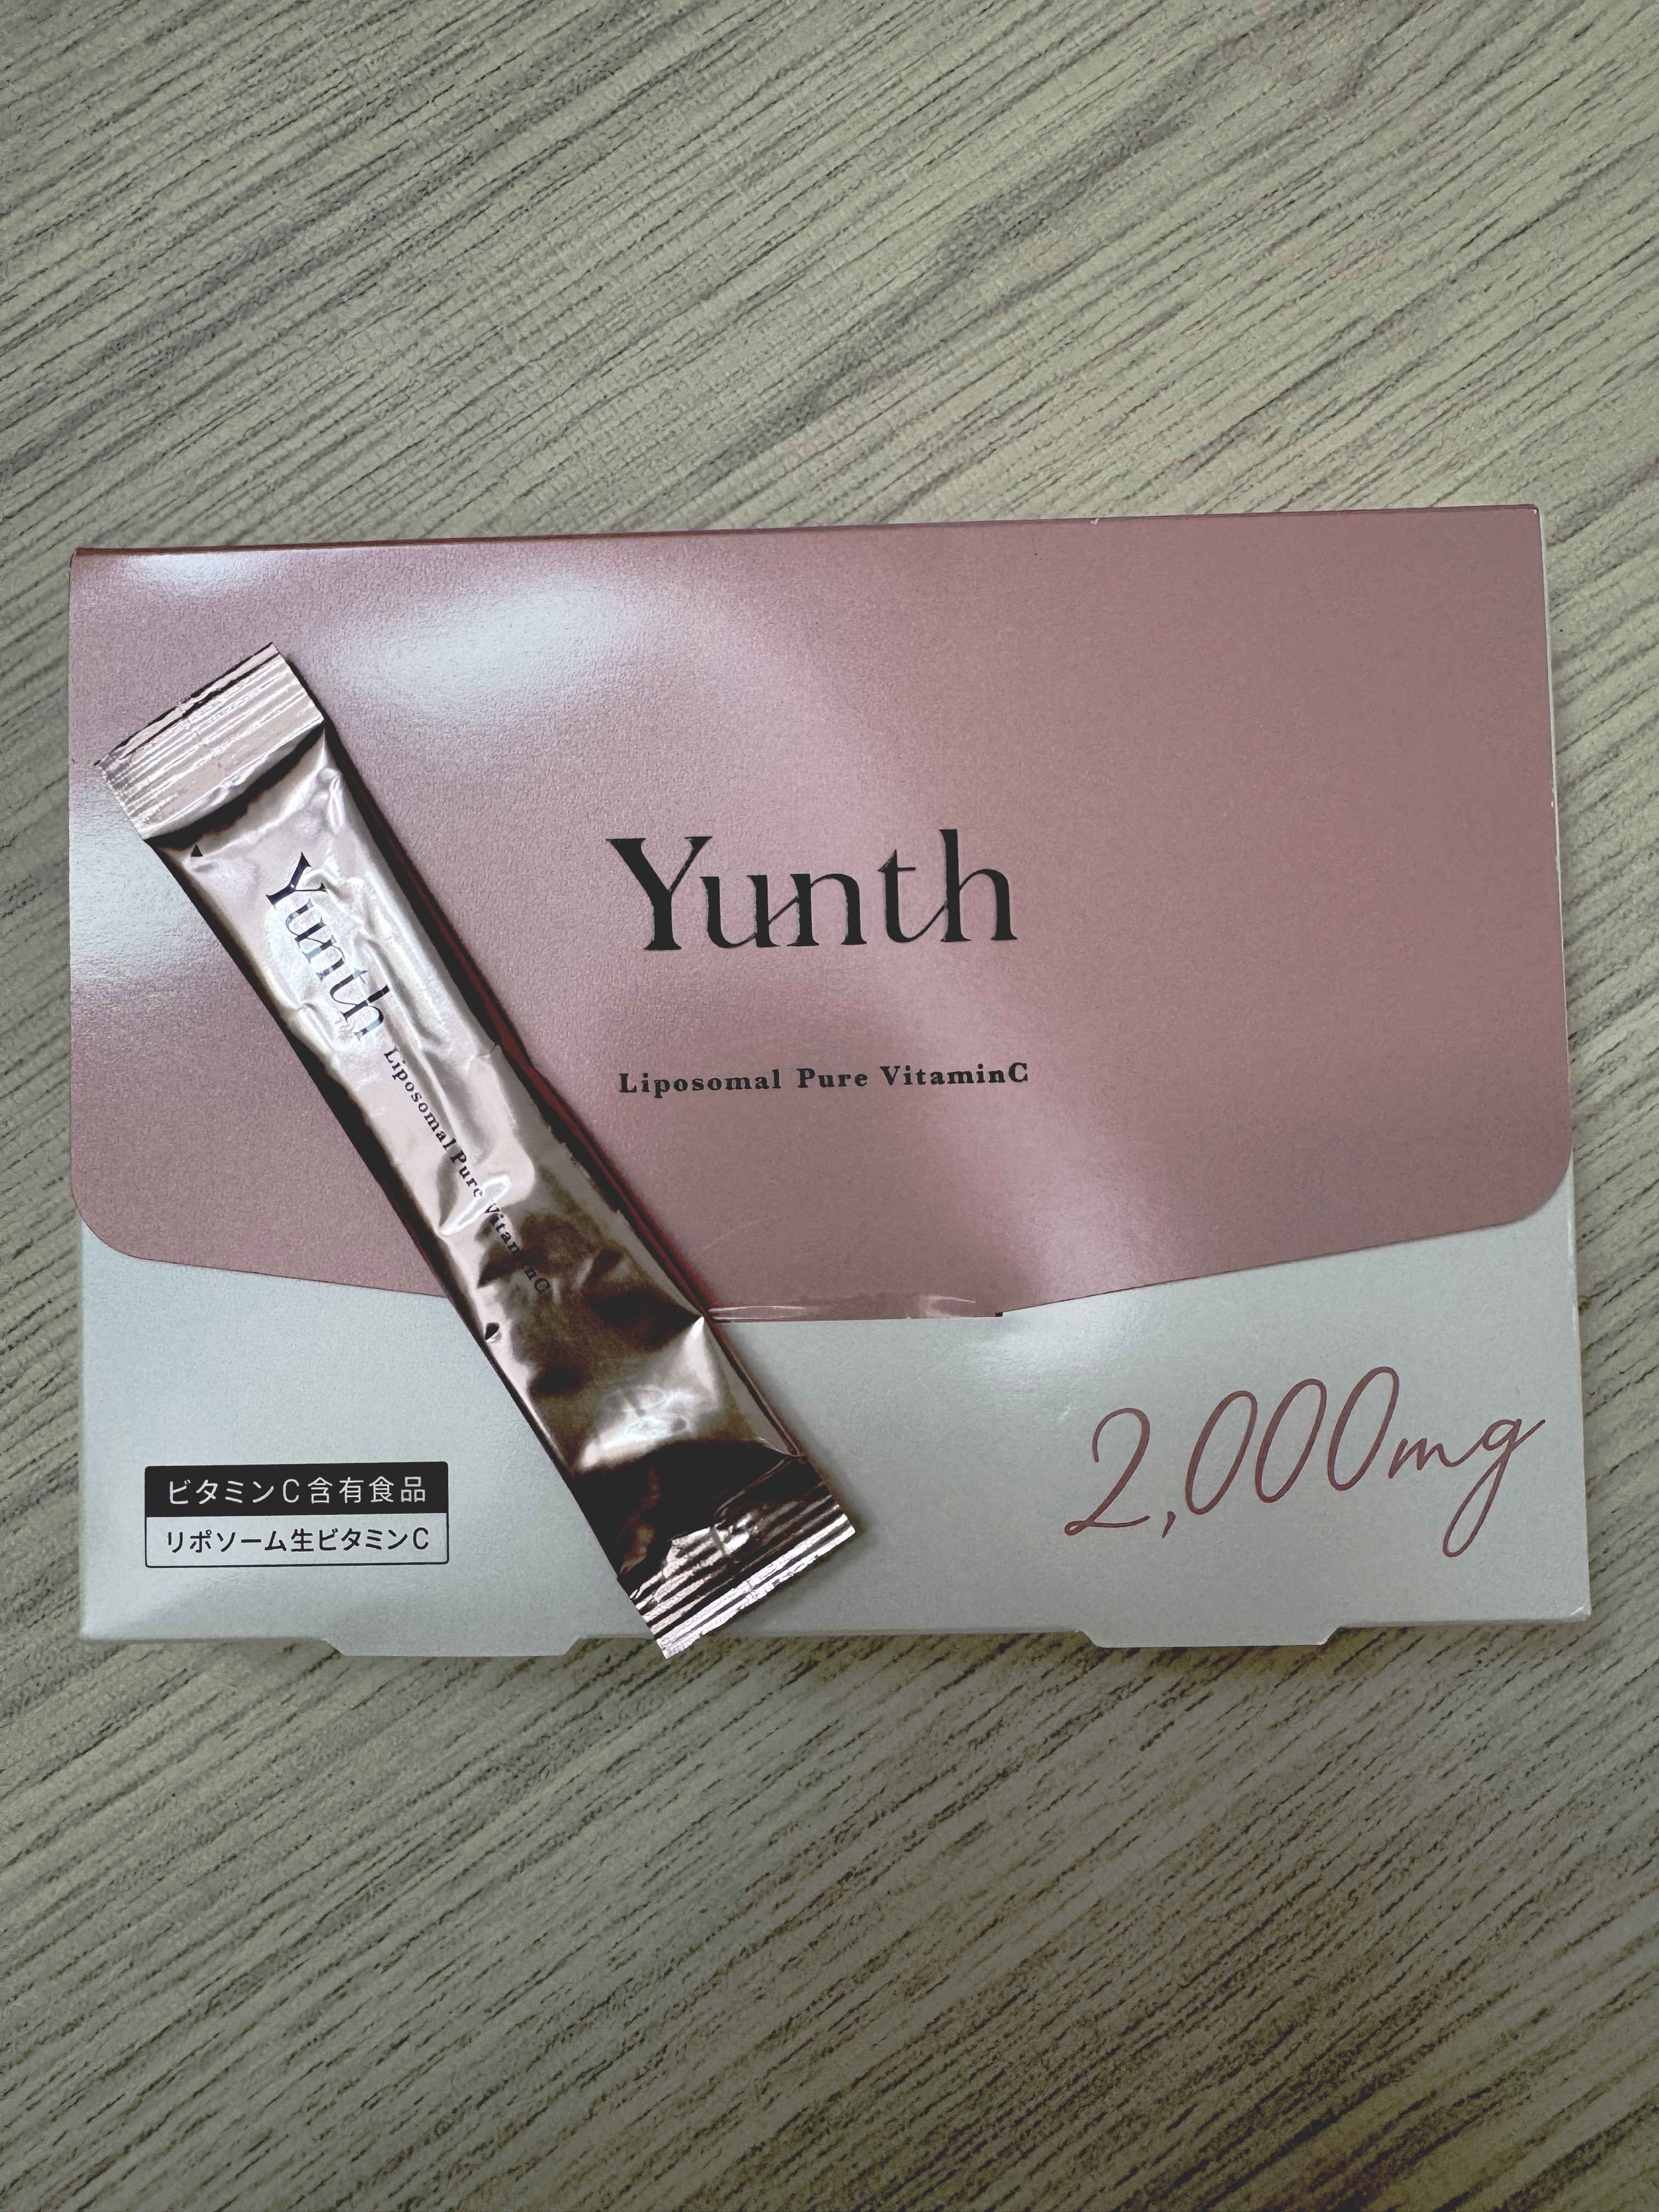 Yunth
Liposomal Pure VitaminC
Yunth Liposomal Pure VitaminC
2,000mg
ビタミンC含有食品
リポソーム生ビタミンC